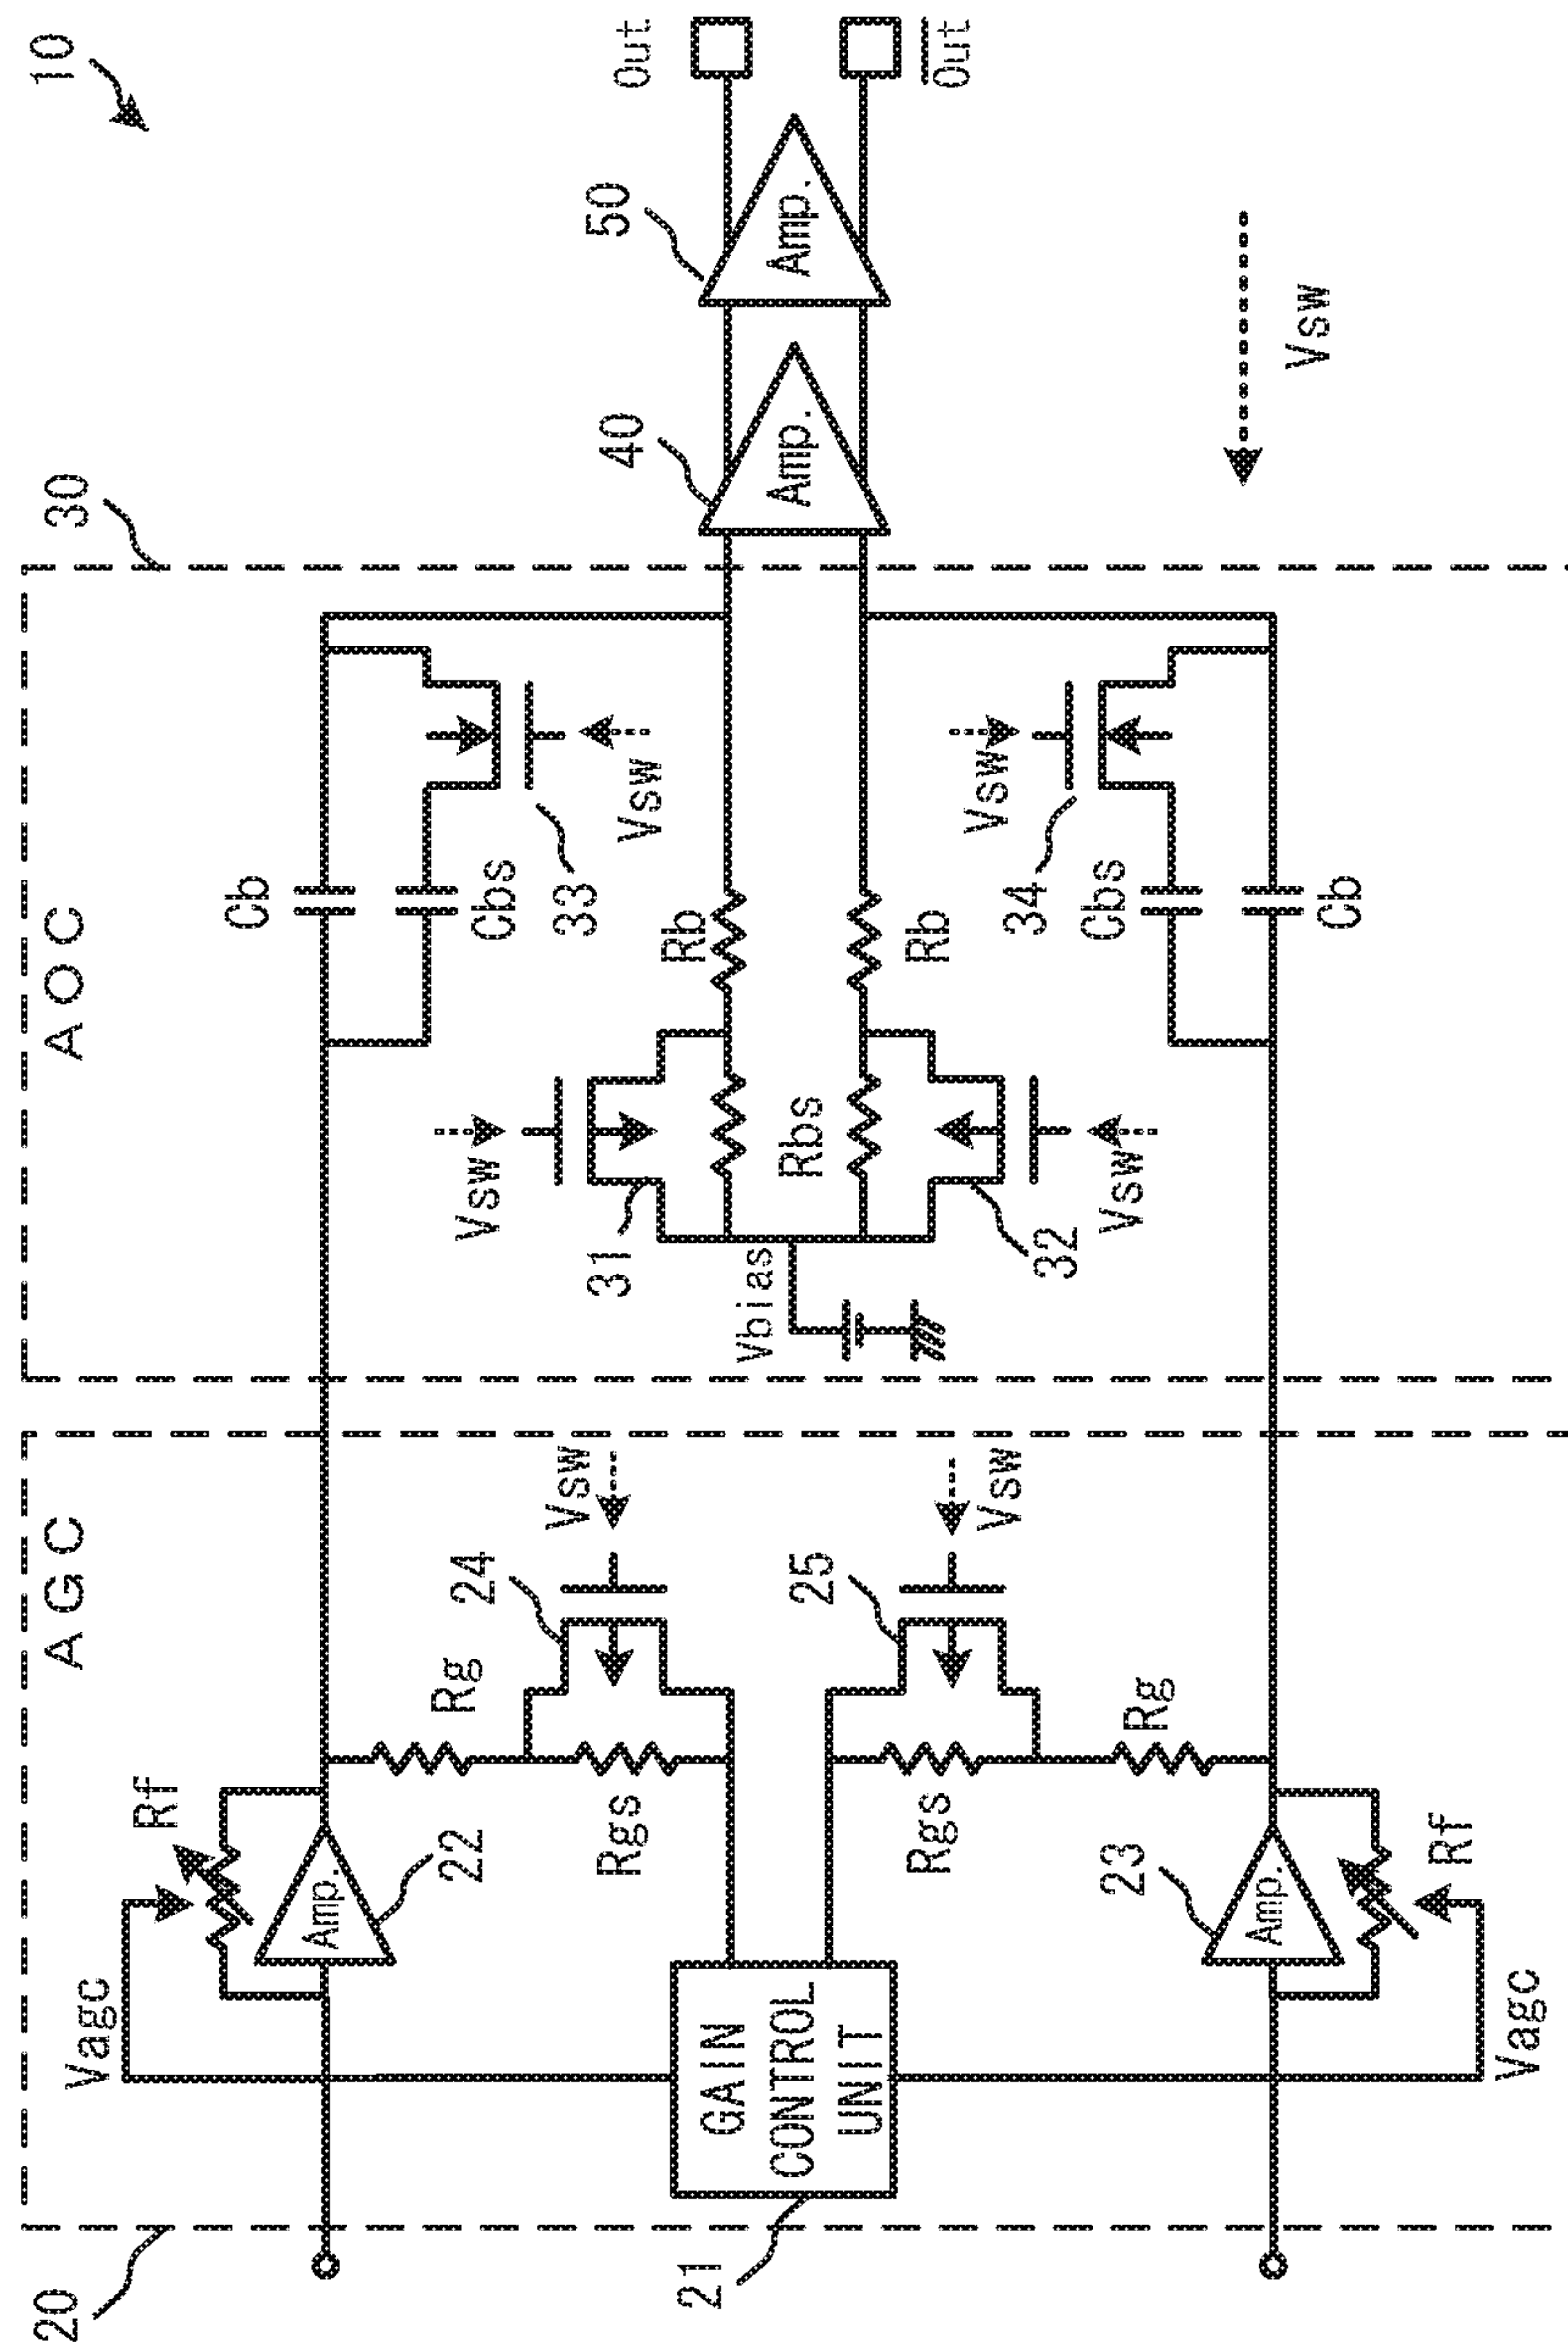 10
20
AGC
Vagc
Rf
Amp.
22
Rg
24
Vsw
Rgs
21
GAIN
CONTROL
UNIT
Rgs
25
Vsw
Rg
23
Amp.
Rf
Vagc
30
AOC
Cb
Cbs
33
Vsw
Vsw
31
Rb
Vbias
Rbs
Rb
32
Vsw
34
Vsw
Cbs
Cb
40
Amp.
50
Amp.
Out
Out
Vsw